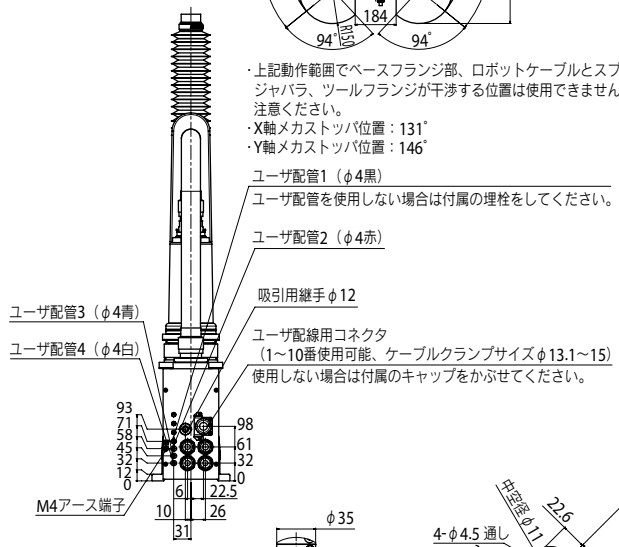 184
R150
94°
94°
・上記動作範囲でベースフランジ部、ロボットケーブルとスプ
ジャバラ、ツールフランジが干渉する位置は使用できません
注意ください。
・X軸メカストッパ位置：131°
・Y軸メカストッパ位置：146°
ユーザ配管1（φ4黒）
ユーザ配管を使用しない場合は付属の埋栓をしてください。
ユーザ配管2（φ4赤）
吸引用継手φ12
ユーザ配管3（φ4青）
ユーザ配管4（φ4白）
ユーザ配線用コネクタ
（1〜10番使用可能、ケーブルクランプサイズφ13.1〜15）
使用しない場合は付属のキャップをかぶせてください。
93
71
58
45
32
12
0
98
61
32
0
6
22.5
10
26
31
M4アース端子
φ35
4-φ4.5 通し
中空径φ11
22.6